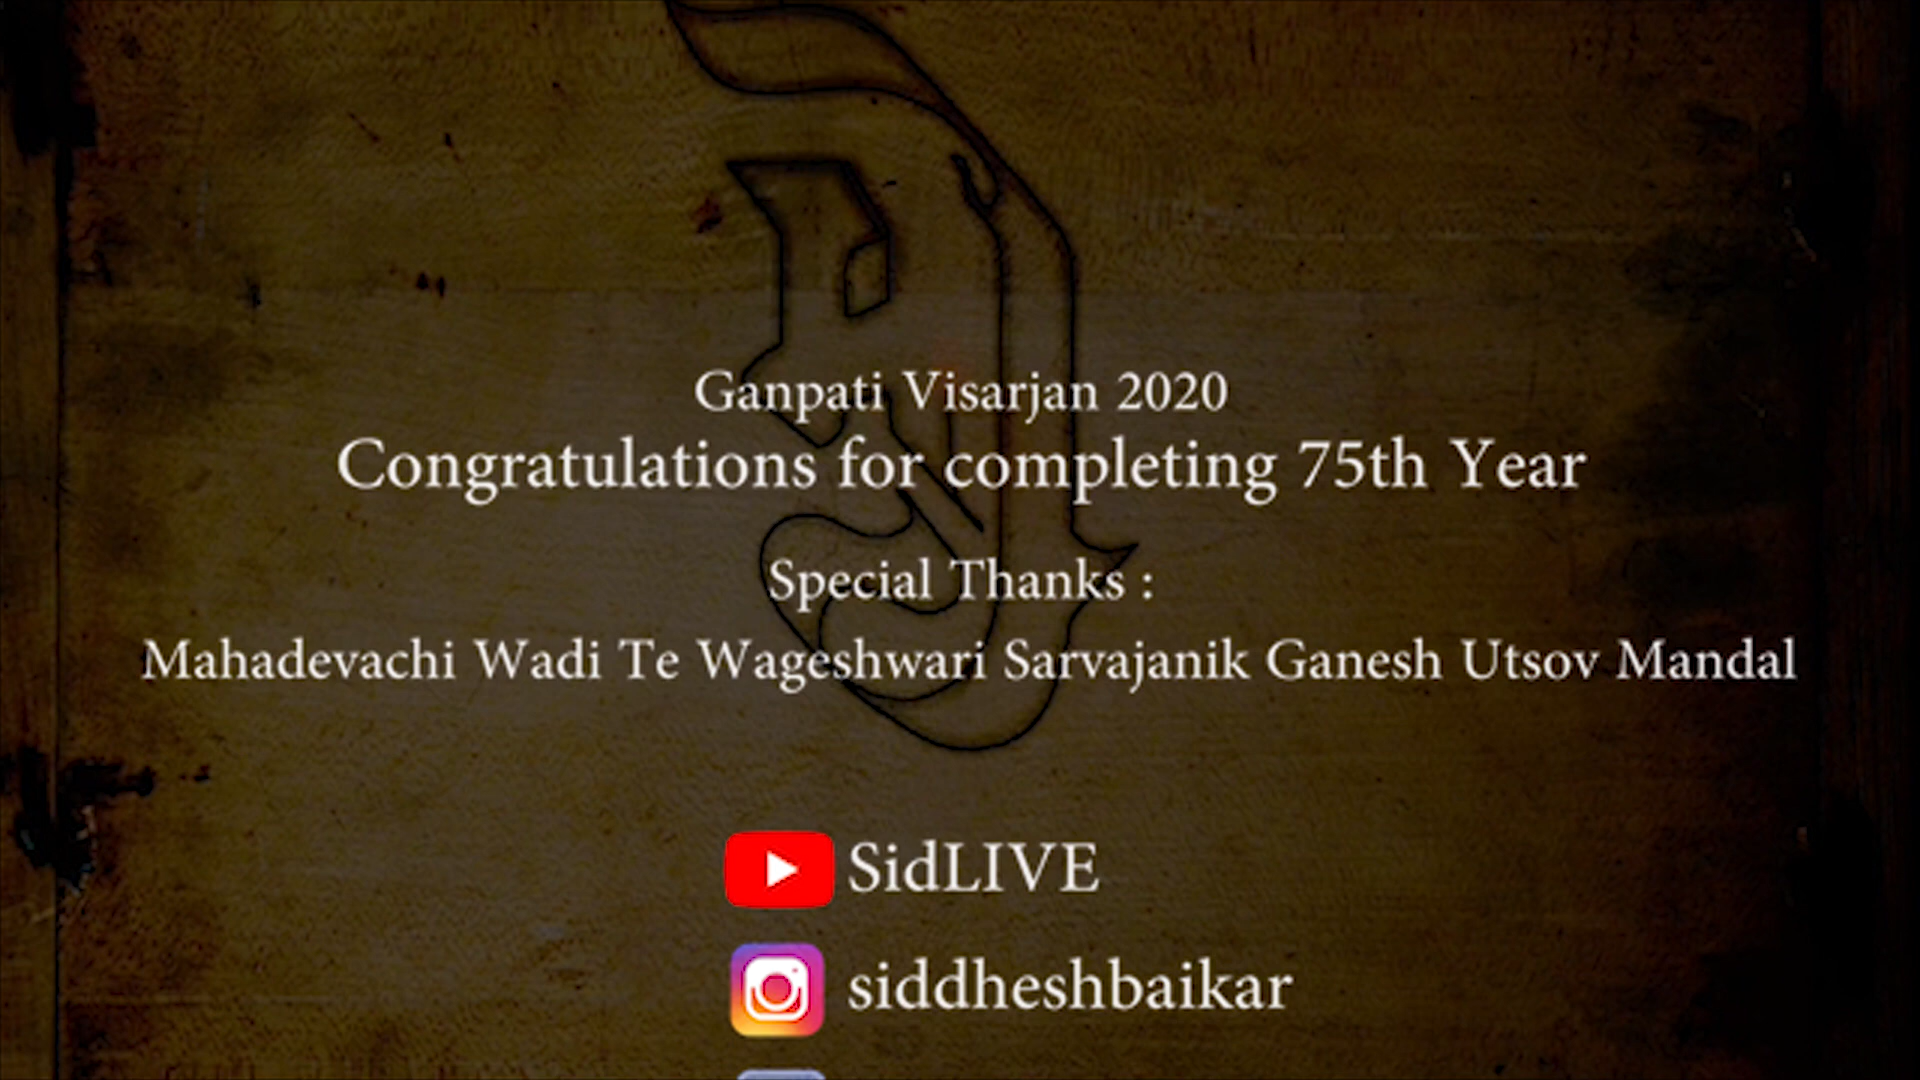 Ganpati Visarjan 2020
Congratulations for completing 75th Year
Special Thanks :
Mahadevachi Wadi Te Wageshwari Sarvajanik Ganesh Utsov Mandal
SidLIVE
siddheshbaikar